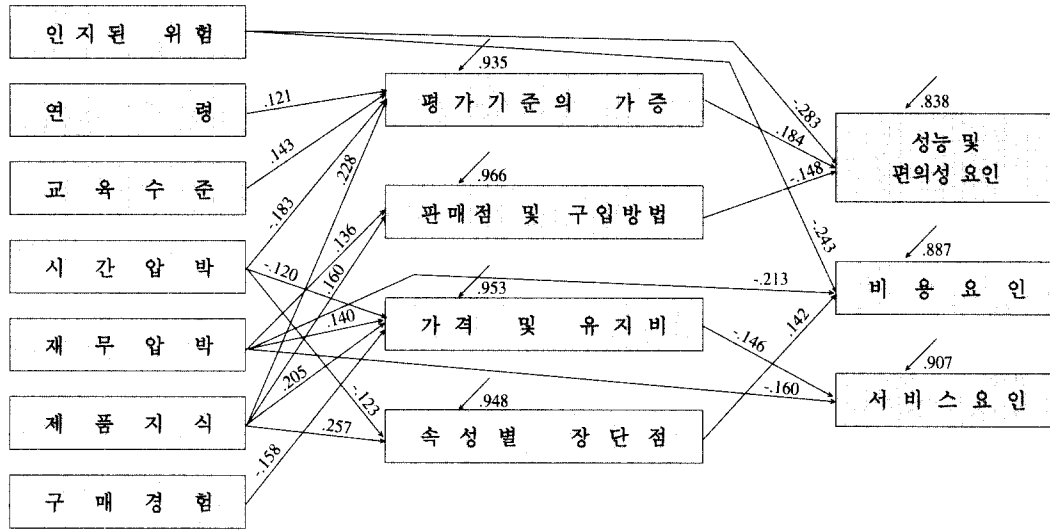 인지된 위험
연령
교육수준
시간압박
재무압박
제품지식
구매경험
.121
.143
-.183
.228
.136
-.120
.160
.140
.205
-.123
.257
-.158
.935
평가기준의 가중
.966
판매점 및 구입방법
.953
가격 및 유지비
.948
속성별 장단점
-.283
.184
-.148
-.243
-.213
.142
-.146
-.160
.838
성능 및
편의성 요인
.887
비용요인
.907
서비스요인